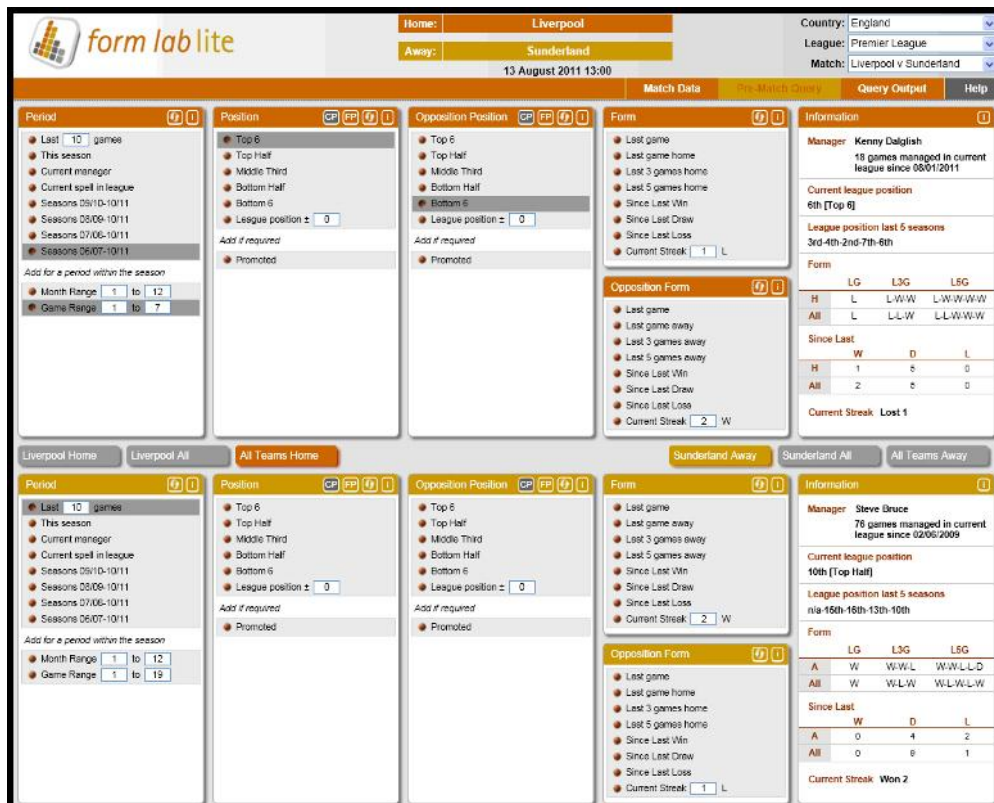 form lab lite
Home: Liverpool
Away: Sunderland
13 August 2011 13:00
Country: England
League: Premier League
Match: Liverpool v Sunderland
Match Data Pre-Match Query Query Output Help
Period
Last 10 games
This season
Current manager
Current spell in league
Seasons 09/10-10/11
Seasons 08/09-10/11
Seasons 07/08-10/11
Seasons 06/07-10/11
Add for a period within the season
Month Range 1 to 12
Game Range 1 to 7
Position CP FP
Top 6
Top Half
Middle Third
Bottom Half
Bottom 6
League position ± 0
Add if required
Promoted
Opposition Position CP FP
Top 6
Top Half
Middle Third
Bottom Half
Bottom 6
League position ± 0
Add if required
Promoted
Form
Last game
Last game home
Last 3 games home
Last 5 games home
Since Last Win
Since Last Draw
Since Last Loss
Current Streak 1 L
Opposition Form
Last game
Last game away
Last 3 games away
Last 5 games away
Since Last Win
Since Last Draw
Since Last Loss
Current Streak 2 W
Information
Manager Kenny Dalglish
18 games managed in current
league since 08/01/2011
Current league position
6th [Top 6]
League position last 5 seasons
3rd-4th-2nd-7th-6th
Form
LG L3G L5G
H L L-W-W L-W-W-W-W
All L L-L-W L-L-W-W-W
Since Last
W D L
H 1 0
All 2 0
Current Streak Lost 1
Liverpool Home Liverpool All All Teams Home Sunderland Away Sunderland All All Teams Away
Period
Last 10 games
This season
Current manager
Current spell in league
Seasons 09/10-10/11
Seasons 08/09-10/11
Seasons 07/08-10/11
Seasons 06/07-10/11
Add for a period within the season
Month Range 1 to 12
Game Range 1 to 19
Position CP FP
Top 6
Top Half
Middle Third
Bottom Half
Bottom 6
League position ± 0
Add if required
Promoted
Opposition Position CP FP
Top 6
Top Half
Middle Third
Bottom Half
Bottom 6
League position ± 0
Add if required
Promoted
Form
Last game
Last game away
Last 3 games away
Last 5 games away
Since Last Win
Since Last Draw
Since Last Loss
Current Streak 2 W
Opposition Form
Last game
Last game home
Last 3 games home
Last 5 games home
Since Last Win
Since Last Draw
Since Last Loss
Current Streak 1 L
Information
Manager Steve Bruce
76 games managed in current
league since 02/06/2009
Current league position
10th [Top Half]
League position last 5 seasons
n/a-15th-16th-13th-10th
Form
LG L3G L5G
A W W-W-L W-W-L-L-D
All W W-L-W W-L-W-L-W
Since Last
W D L
A 0 4 2
All 0 1
Current Streak Won 2